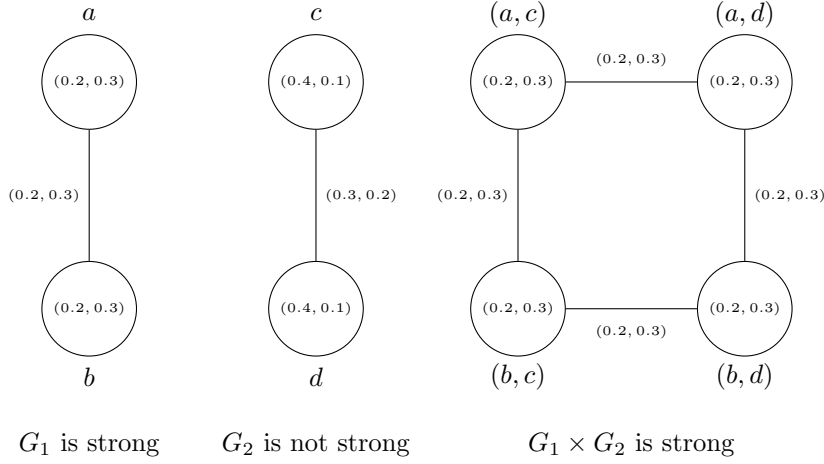 a
c
(a, c)
(a, d)
(0.2, 0.3)
(0.4, 0.1)
(0.2, 0.3)
(0.2, 0.3)
(0.2, 0.3)
(0.2, 0.3)
(0.3, 0.2)
(0.2, 0.3)
(0.2, 0.3)
(0.2, 0.3)
(0.4, 0.1)
(0.2, 0.3)
(0.2, 0.3)
(0.2, 0.3)
b
d
(b, c)
(b, d)
G₁ is strong
G₂ is not strong
G₁ × G₂ is strong